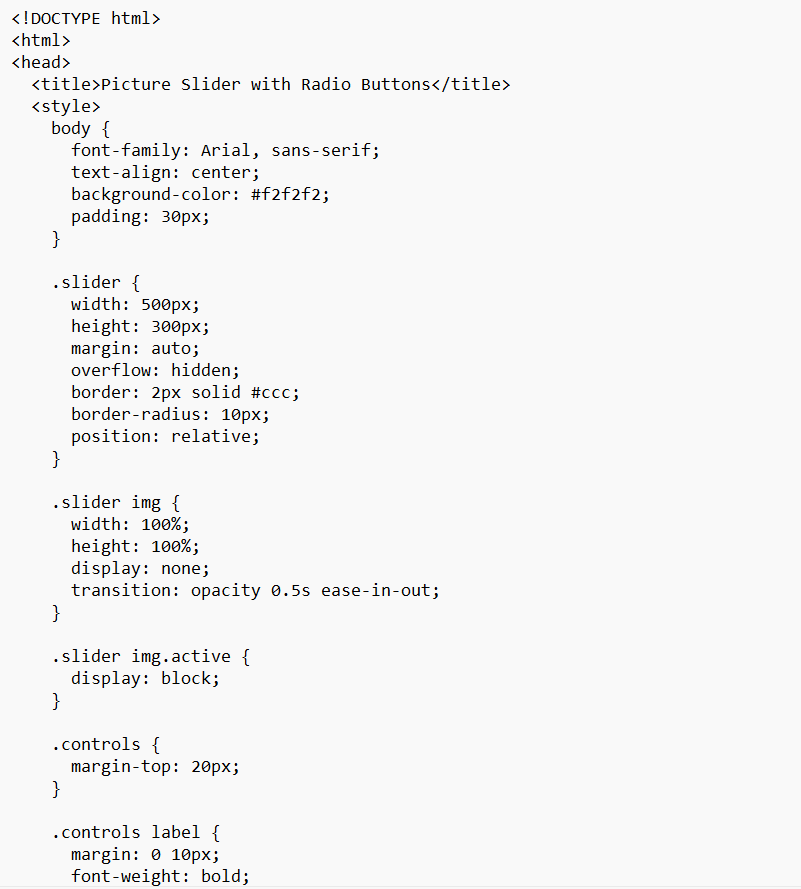 <!DOCTYPE html>
<html>
<head>
  <title>Picture Slider with Radio Buttons</title>
  <style>
    body {
      font-family: Arial, sans-serif;
      text-align: center;
      background-color: #f2f2f2;
      padding: 30px;
    }

    .slider {
      width: 500px;
      height: 300px;
      margin: auto;
      overflow: hidden;
      border: 2px solid #ccc;
      border-radius: 10px;
      position: relative;
    }

    .slider img {
      width: 100%;
      height: 100%;
      display: none;
      transition: opacity 0.5s ease-in-out;
    }

    .slider img.active {
      display: block;
    }

    .controls {
      margin-top: 20px;
    }

    .controls label {
      margin: 0 10px;
      font-weight: bold;